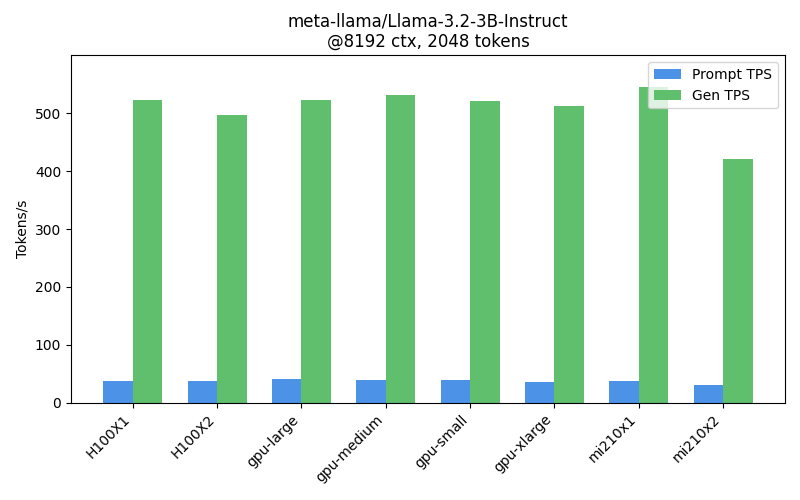 meta-llama/Llama-3.2-3B-Instruct
@8192 ctx, 2048 tokens
Prompt TPS
Gen TPS
Tokens/s
500
400
300
200
100
0
H100X1
H100X2
gpu-large
gpu-medium
gpu-small
gpu-xlarge
mi210x1
mi210x2